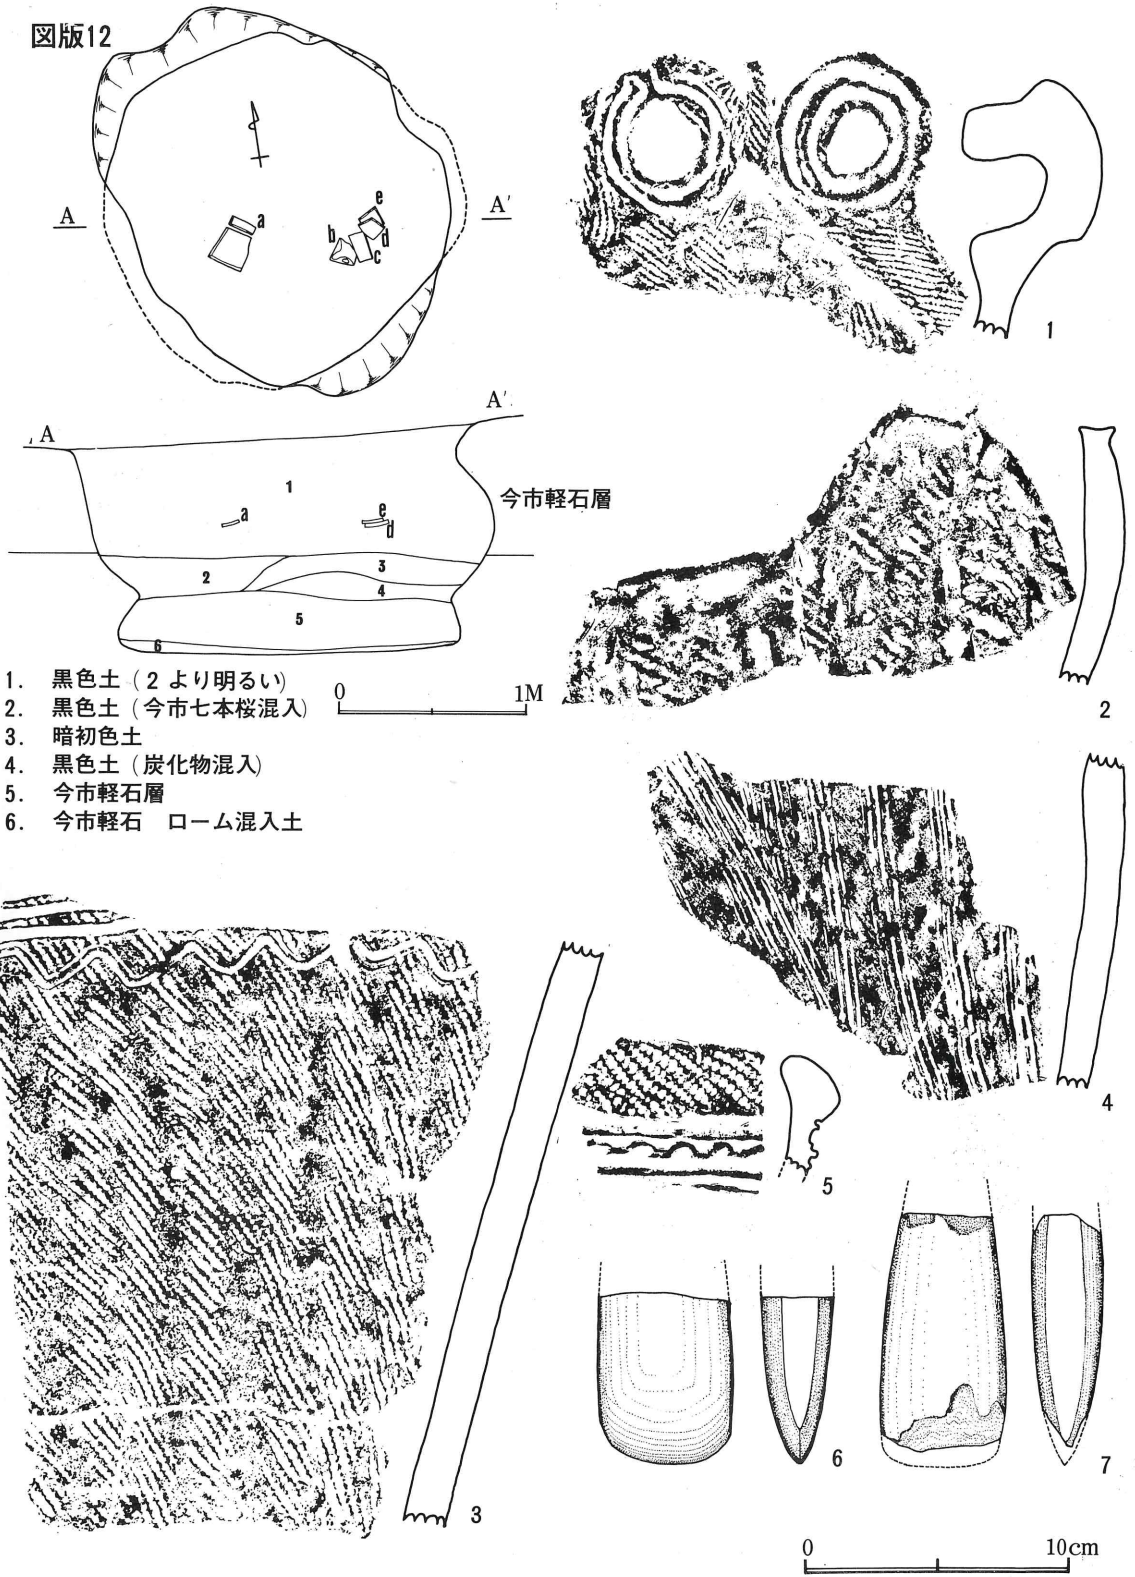 図版12
A
A'
a
e
b
d
c
A
A'
1
a
e
d
今市軽石層
2
3
4
5
6
1. 黒色土(2より明るい)
2. 黒色土(今市七本桜混入)
3. 暗初色土
4. 黒色土(炭化物混入)
5. 今市軽石層
6. 今市軽石 ローム混入土
0 1M
1
2
3
4
5
6
7
0 10cm